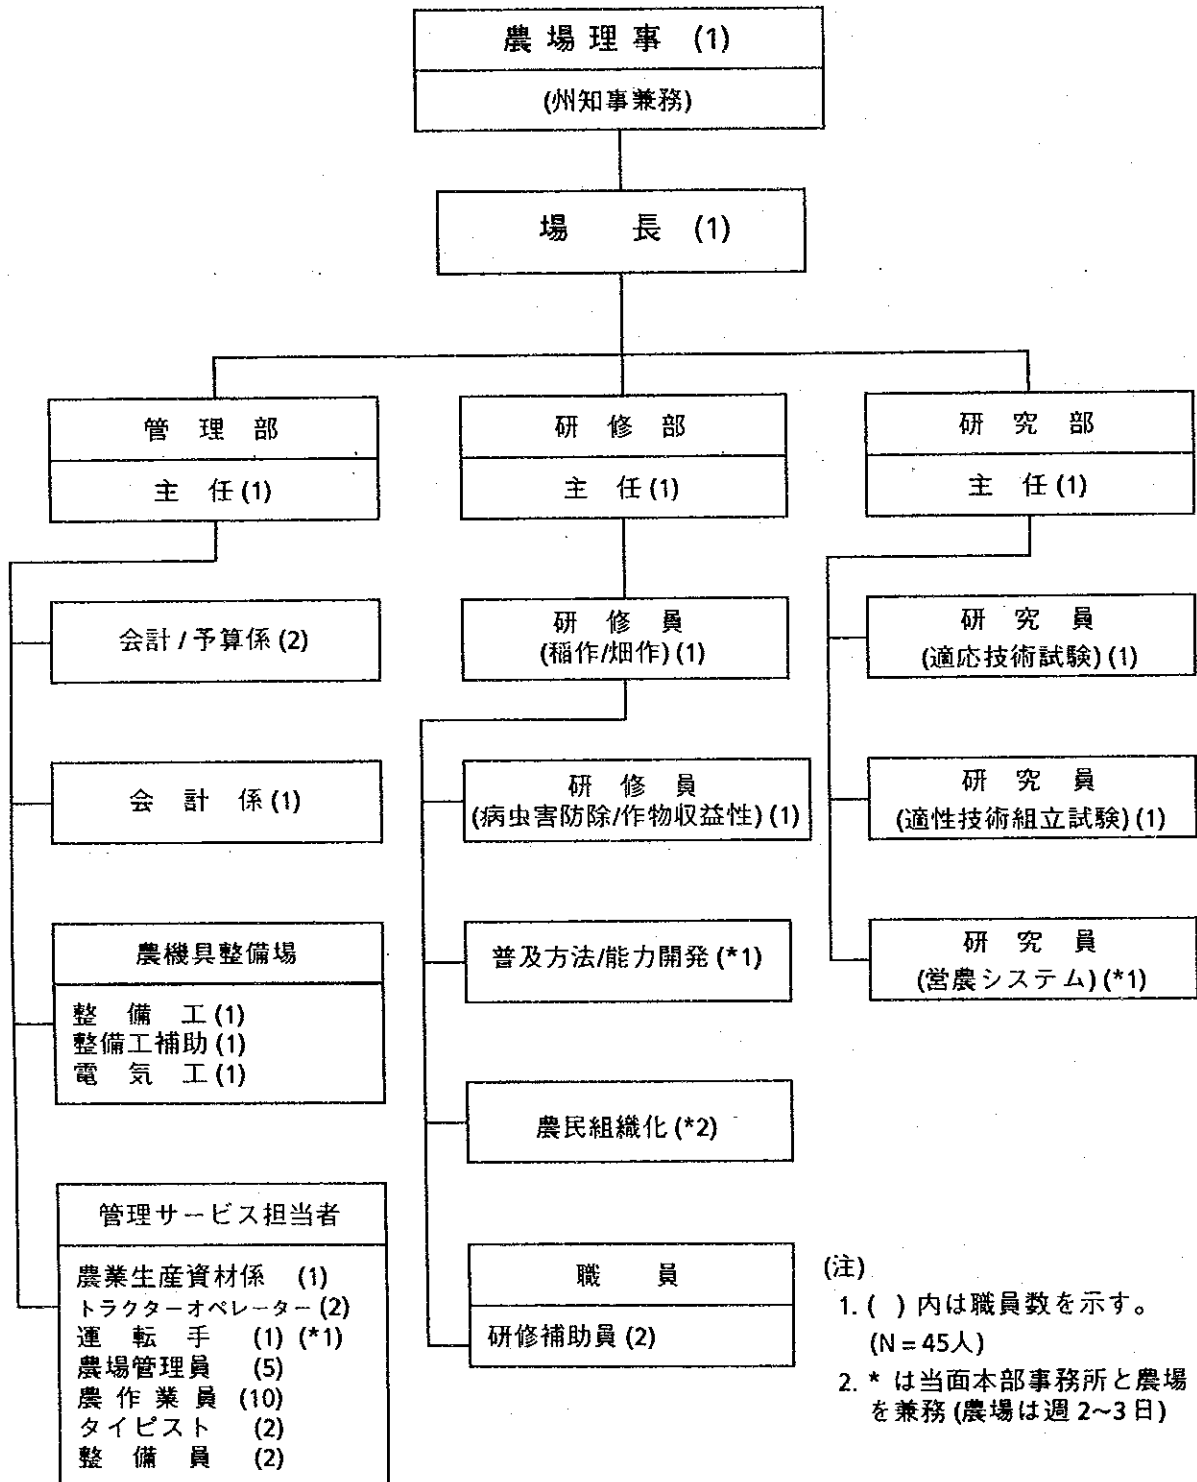 農場理事 (1)
(州知事兼務)
場 長 (1)
管理部
主任 (1)
会計 / 予算係 (2)
会計係 (1)
農機具整備場
整備工 (1)
整備工補助 (1)
電気工 (1)
管理サービス担当者
農業生産資材係 (1)
トラクターオペレーター (2)
運転手 (1) (*1)
農場管理員 (5)
農作業員 (10)
タイピスト (2)
整備員 (2)
研修部
主任 (1)
研修員
(稲作/畑作) (1)
研修員
(病虫害防除/作物収益性) (1)
普及方法/能力開発 (*1)
農民組織化 (*2)
職員
研修補助員 (2)
研究部
主任 (1)
研究員
(適応技術試験) (1)
研究員
(適性技術組立試験) (1)
研究員
(営農システム) (*1)
(注)
1. ( ) 内は職員数を示す。
(N = 45人)
2. * は当面本部事務所と農場
を兼務 (農場は週 2~3 日)